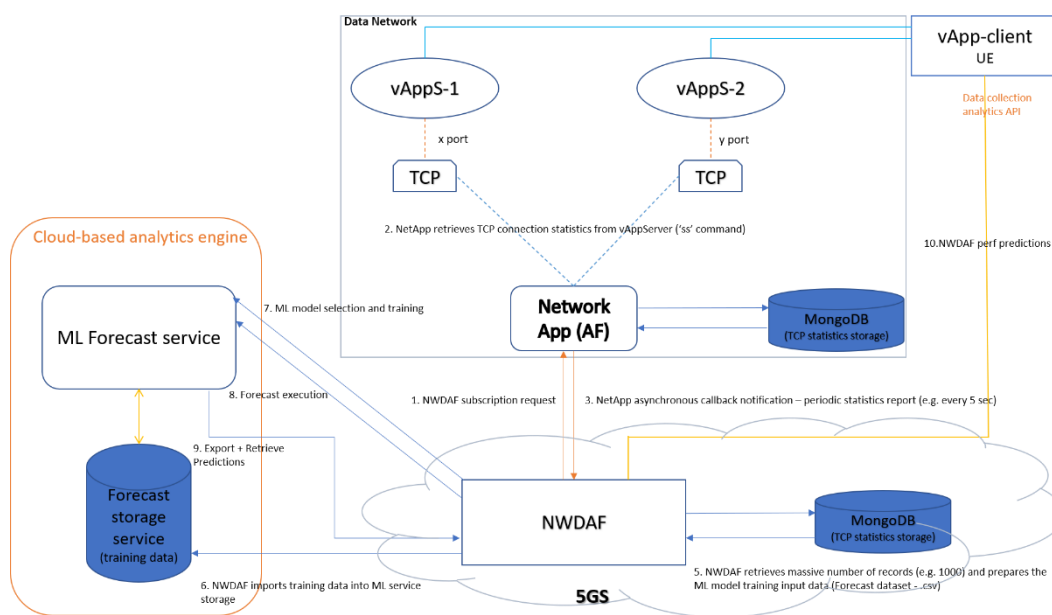 Data Network
vApp-client
UE
vAppS-1
vAppS-2
Data collection
analytics API
x port
y port
TCP
TCP
2. NetApp retrieves TCP connection statistics from vAppServer ('ss' command)
Cloud-based analytics engine
10.NWDAF perf predictions
7. ML model selection and training
Network
App (AF)
MongoDB
(TCP statistics storage)
ML Forecast service
8. Forecast execution
1. NWDAF subscription request
3. NetApp asynchronous callback notification – periodic statistics report (e.g. every 5 sec)
9. Export + Retrieve
Predictions
Forecast
storage
service
(training data)
NWDAF
MongoDB
(TCP statistics storage)
6. NWDAF imports training data into ML service
storage
5. NWDAF retrieves massive number of records (e.g. 1000) and prepares the
ML model training input data (Forecast dataset - .csv)
5GS